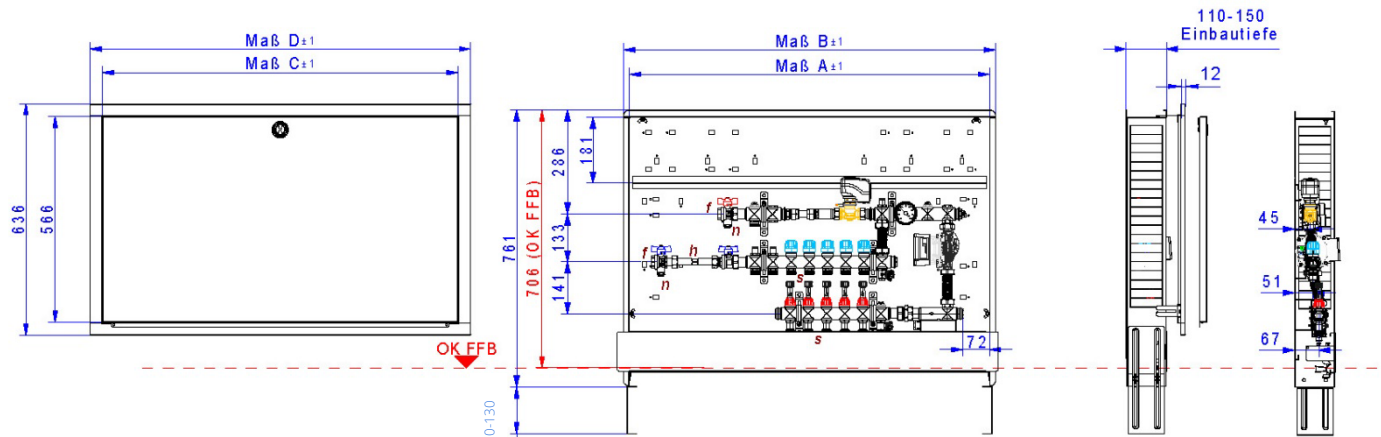 Maß D±1
Maß C±1
636
566
OK FFB
Maß B±1
Maß A±1
761
706 (OK FFB)
286
133
141
181
0-130
f
n
f
h
n
s
s
72
110-150
Einbautiefe
12
45
51
67